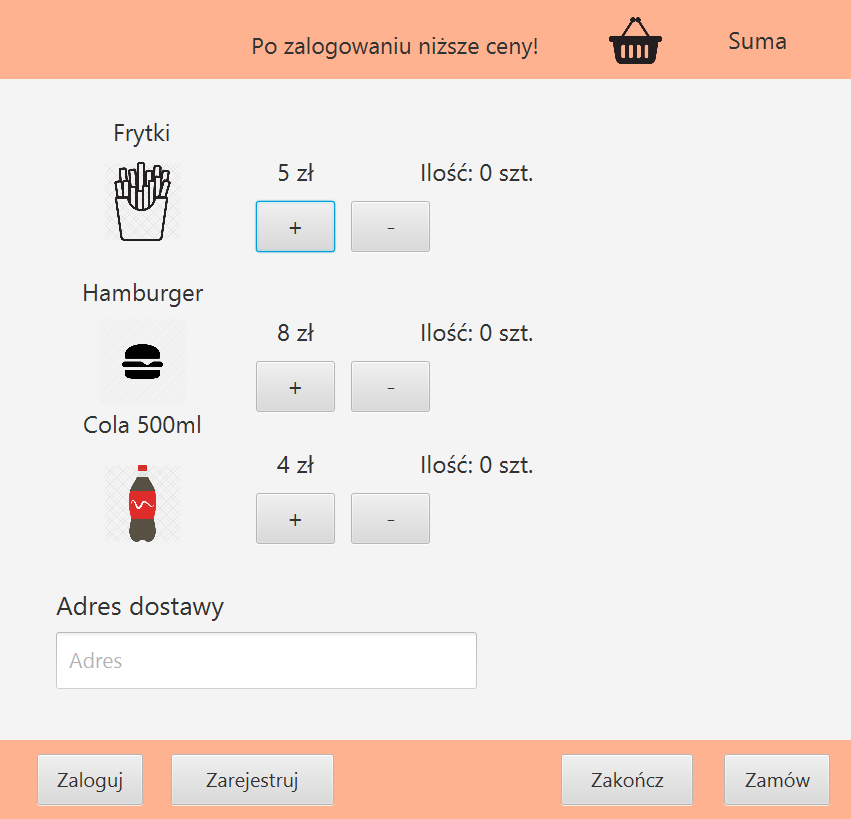 Po zalogowaniu niższe ceny!
Suma
Frytki
5 zł
Ilość: 0 szt.
+
-
Hamburger
8 zł
Ilość: 0 szt.
+
-
Cola 500ml
4 zł
Ilość: 0 szt.
+
-
Adres dostawy
Adres
Zaloguj
Zarejestruj
Zakończ
Zamów